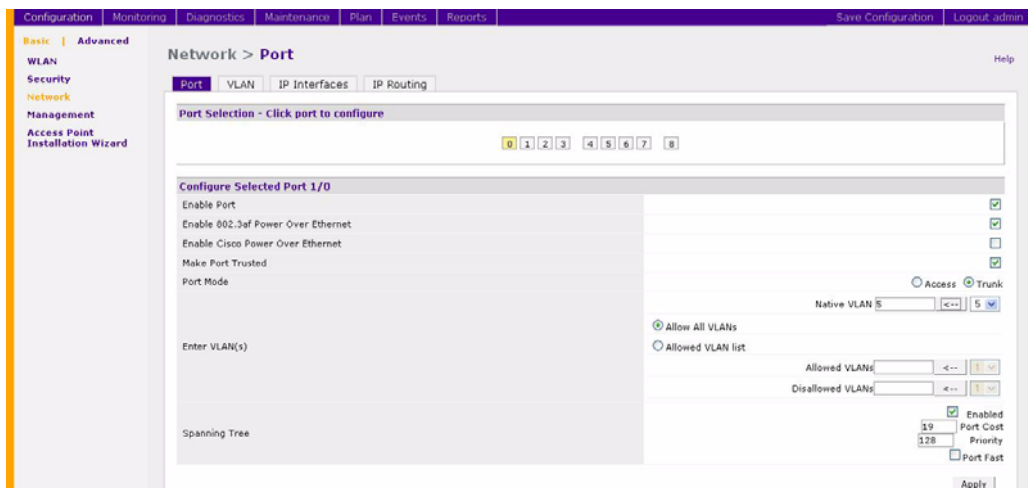 Configuration Monitoring Diagnostics Maintenance Plan Events Reports Save Configuration Logout admin
Basic | Advanced
WLAN
Security
Network
Management
Access Point
Installation Wizard
Network > Port
Help
Port VLAN IP Interfaces IP Routing
Port Selection - Click port to configure
0 1 2 3 4 5 6 7 8
Configure Selected Port 1/0
Enable Port
Enable 802.3af Power Over Ethernet
Enable Cisco Power Over Ethernet
Make Port Trusted
Port Mode Access Trunk
Native VLAN 5 <-- 5
Enter VLAN(s)
Allow All VLANs
Allowed VLAN list
Allowed VLANs <-- 1
Disallowed VLANs <-- 1
Spanning Tree
Enabled
19 Port Cost
128 Priority
Port Fast
Apply